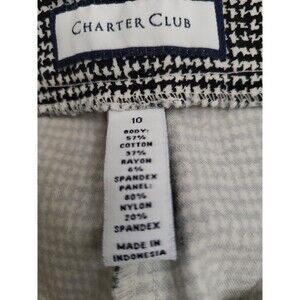 CHARTER CLUB
10
BODY:
57%
COTTON
37%
RAYON
6%
SPANDEX
PANEL:
80%
NYLON
20%
SPANDEX
MADE IN
INDONESIA